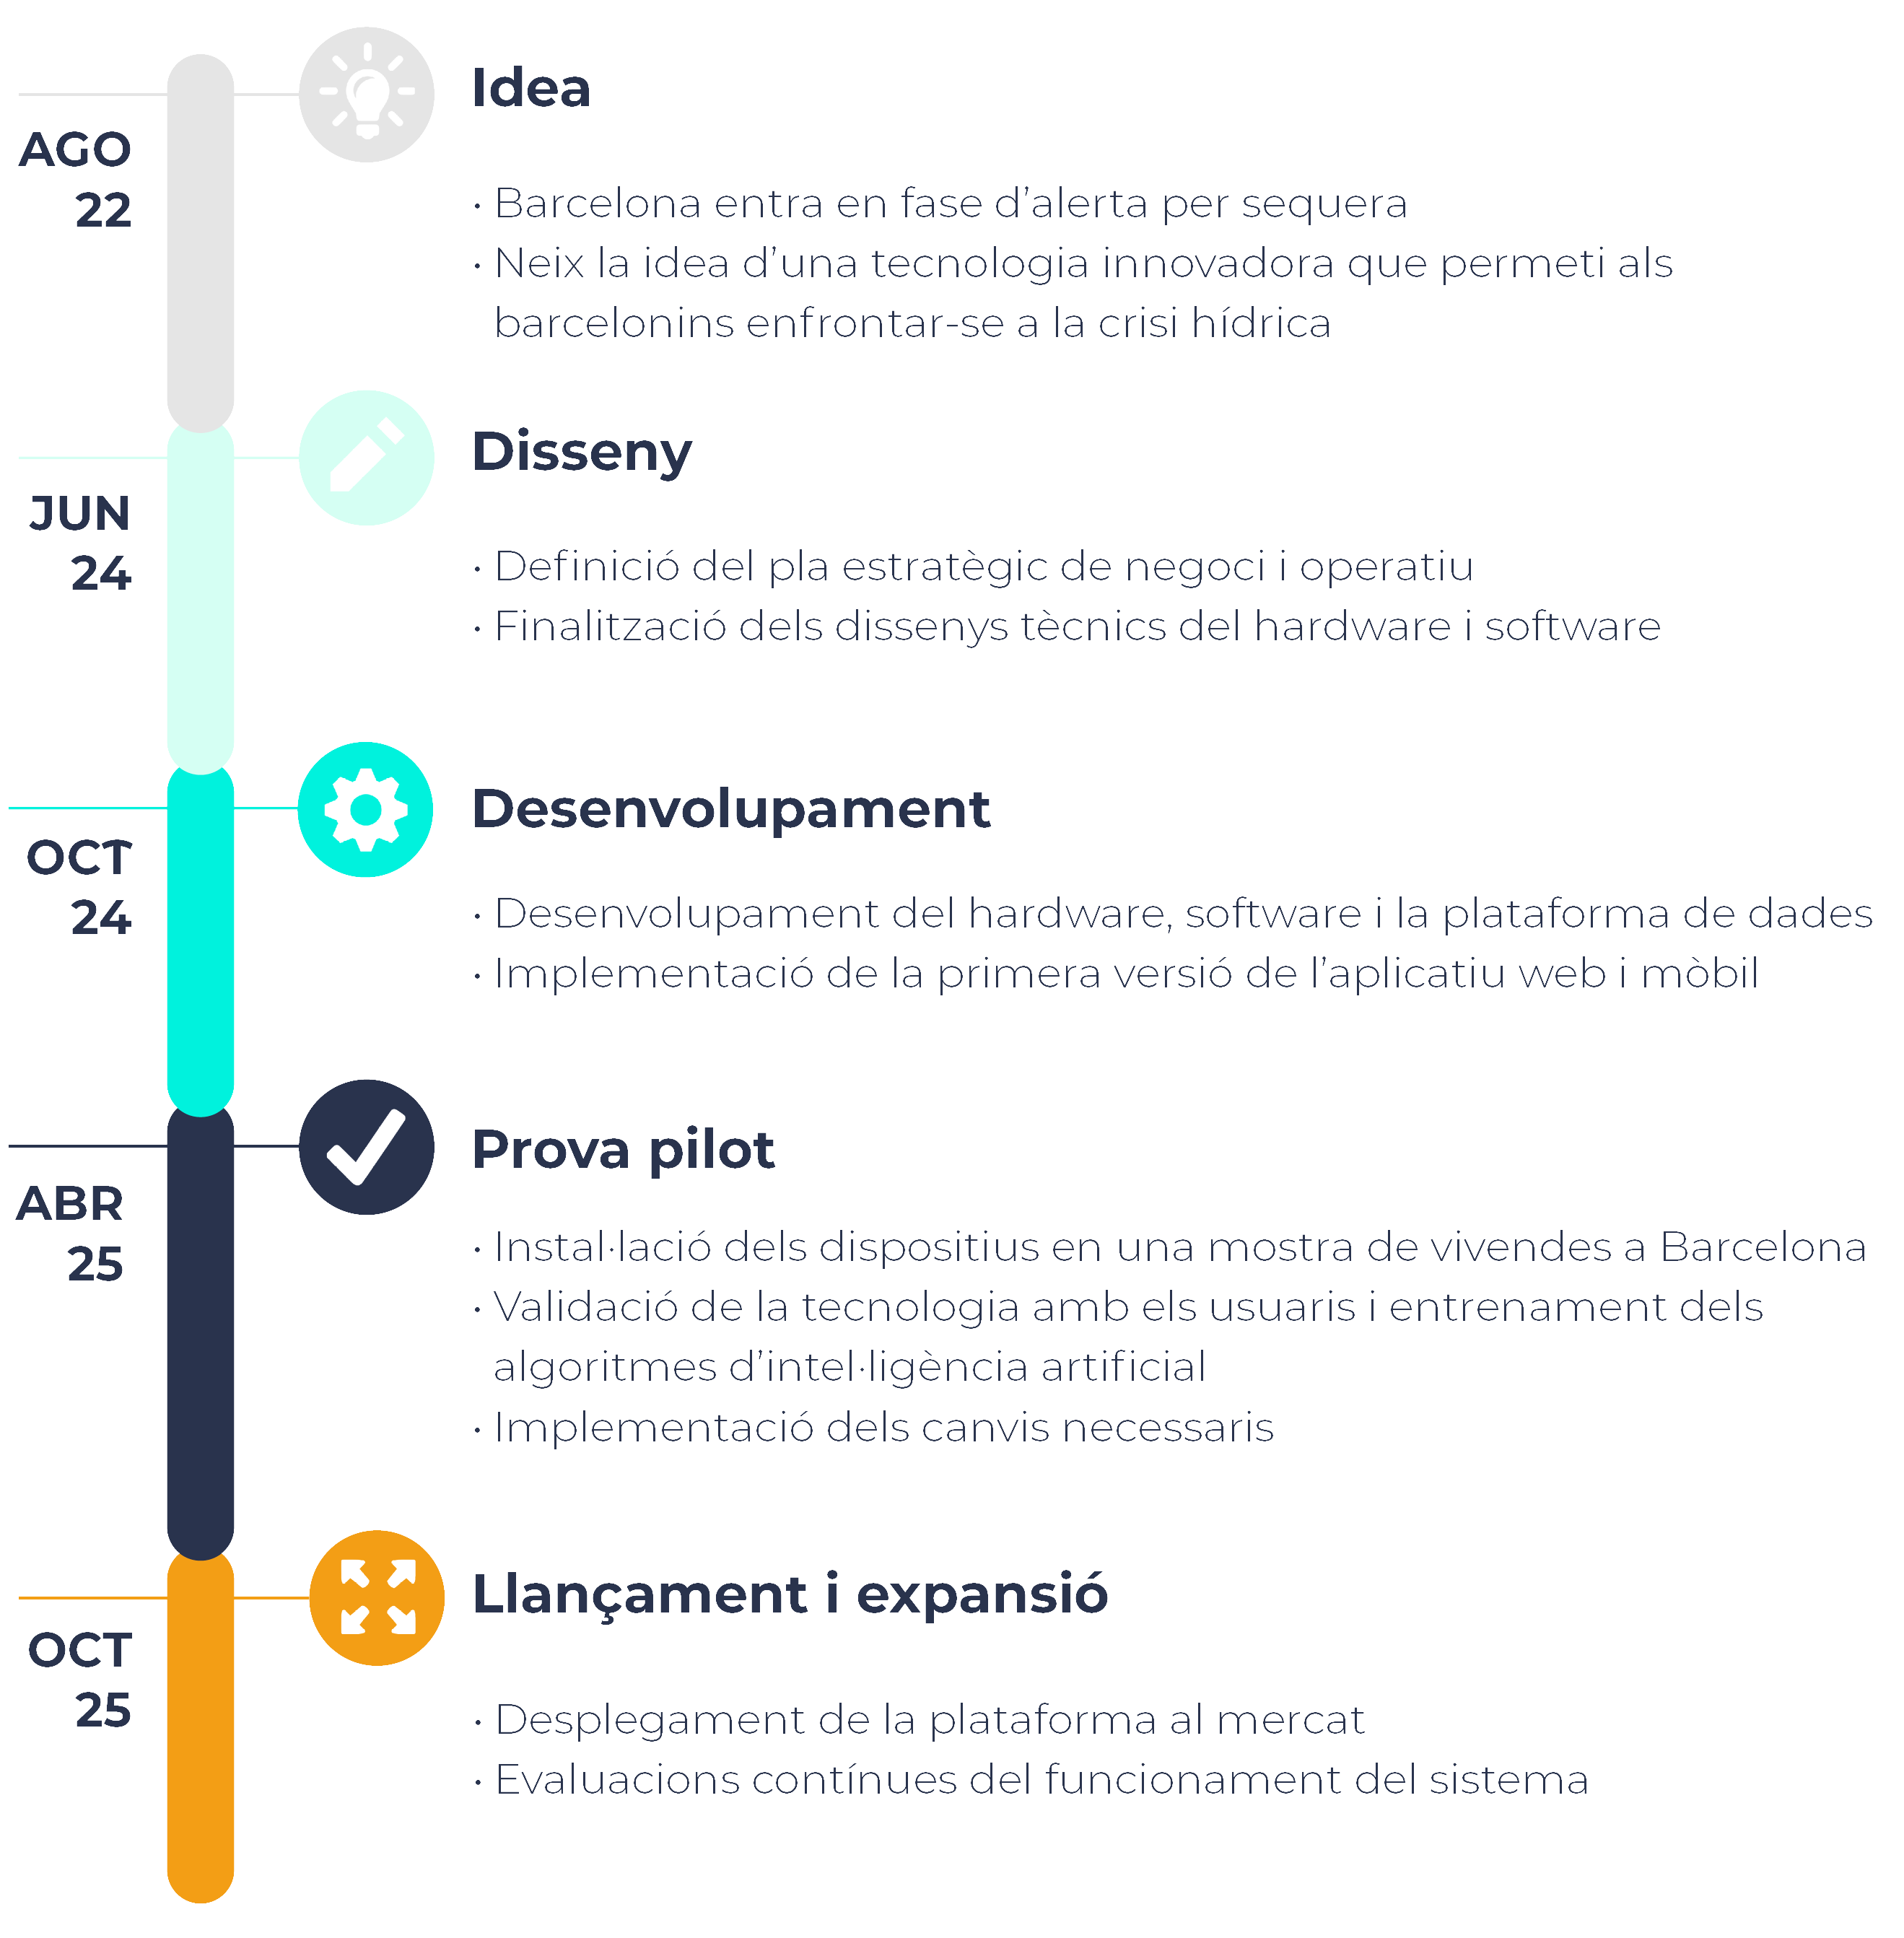 Idea
AGO
22
• Barcelona entra en fase d’alerta per sequera
• Neix la idea d’una tecnologia innovadora que permeti als
barcelonins enfrontar-se a la crisi hídrica
Disseny
JUN
24
• Definició del pla estratègic de negoci i operatiu
• Finalització dels dissenys tècnics del hardware i software
Desenvolupament
OCT
24
• Desenvolupament del hardware, software i la plataforma de dades
• Implementació de la primera versió de l’aplicatiu web i mòbil
Prova pilot
ABR
25
• Instal·lació dels dispositius en una mostra de vivendes a Barcelona
• Validació de la tecnologia amb els usuaris i entrenament dels
algoritmes d’intel·ligència artificial
• Implementació dels canvis necessaris
Llançament i expansió
OCT
25
• Desplegament de la plataforma al mercat
• Evaluacions contínues del funcionament del sistema